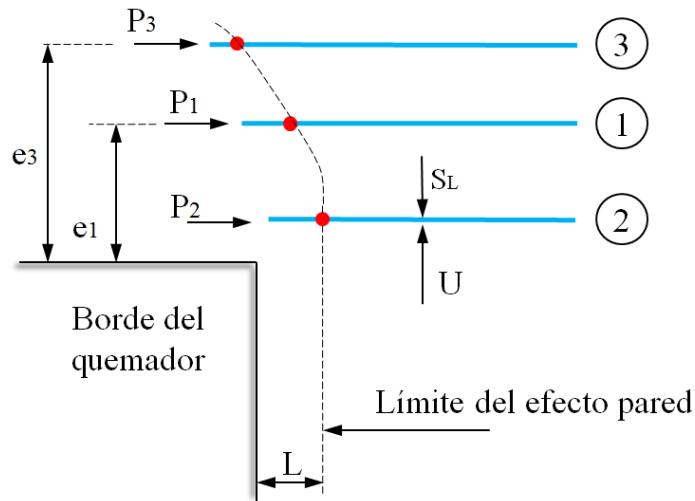 P3
3
P1
1
e3
e1
SL
P2
2
U
Borde del
quemador
Límite del efecto pared
L